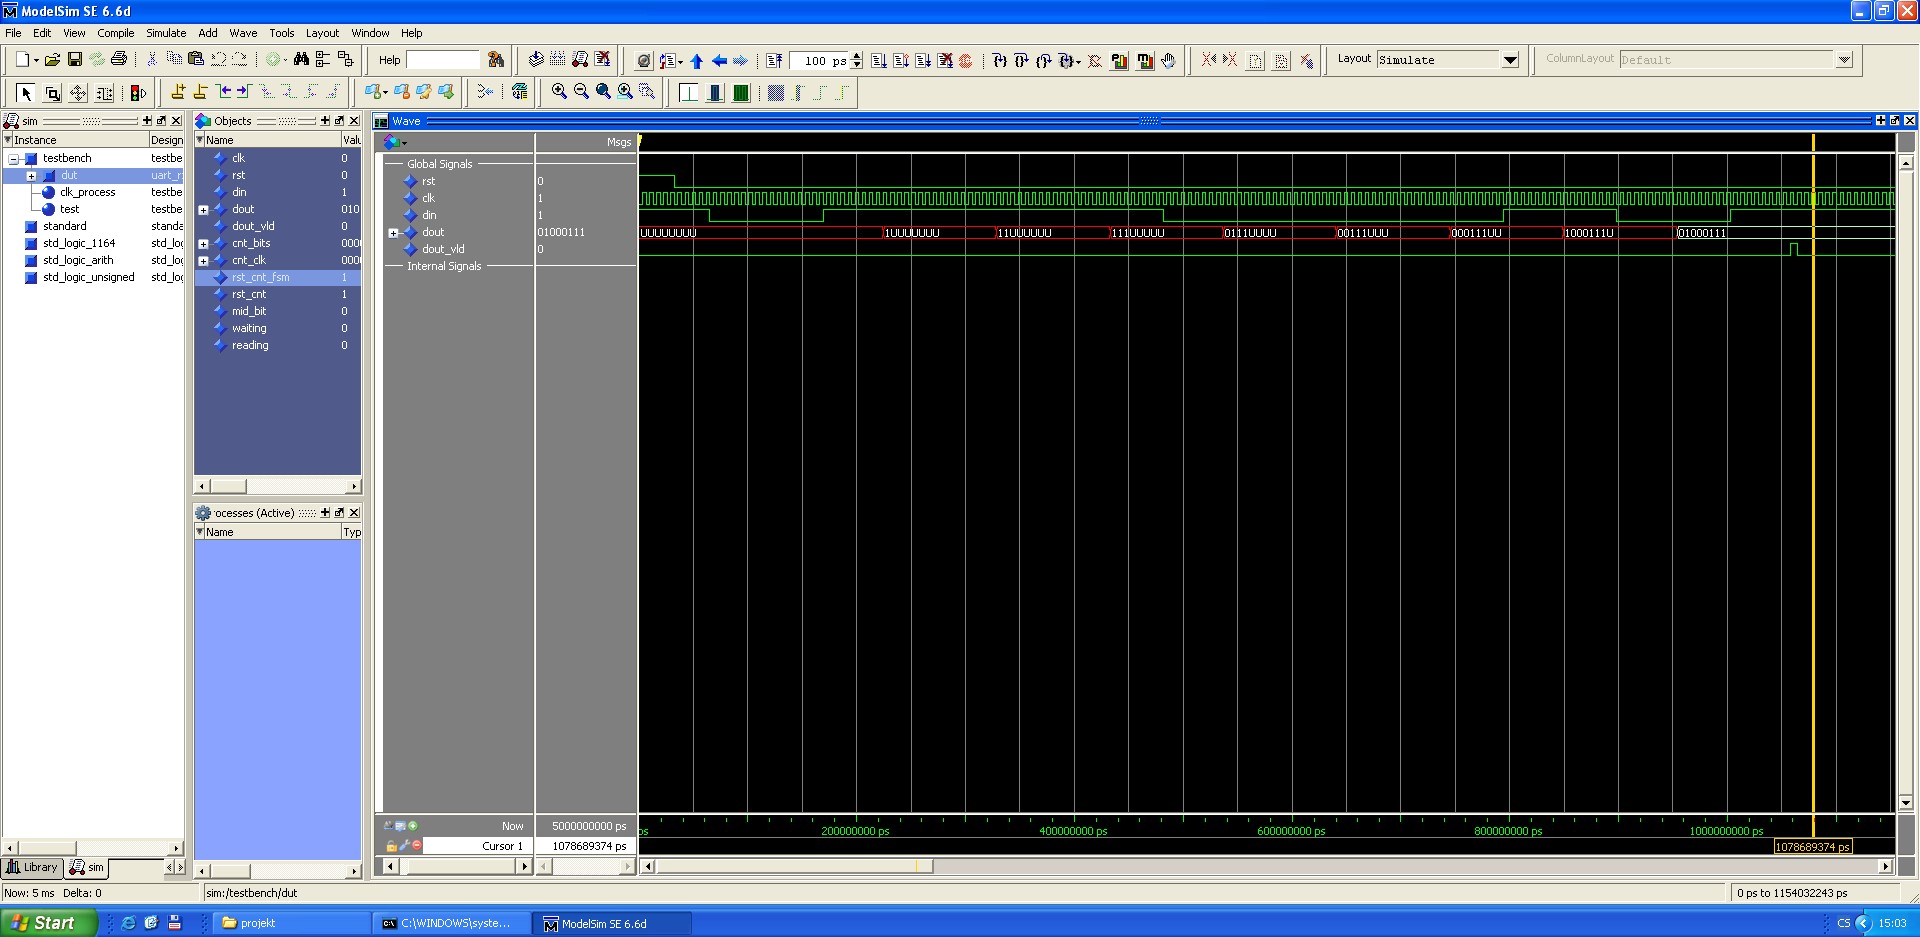 ModelSim SE 6.6d
File Edit View Compile Simulate Add Wave Tools Layout Window Help
Help 100 ps Layout Simulate ColumnLayout Default
sim
Instance Design
testbench testbe
dut uart_r
clk_process testbe
test testbe
standard standa
std_logic_1164 std_log
std_logic_arith std_log
std_logic_unsigned std_log
Library sim
Objects
Name Valu
clk 0
rst 0
din 1
dout 010
dout_vld 0
cnt_bits 0000
cnt_clk 0000
rst_cnt_fsm 1
rst_cnt 1
mid_bit 0
waiting 0
reading 0
ocesses (Active)
Name Typ
Wave
Msgs
Global Signals
rst 0
clk 1
din 1
dout 01000111 UUUUUUUU 1UUUUUUU 11UUUUUU 111UUUUU 0111UUUU 00111UUU 000111UU 1000111U 01000111
dout_vld 0
Internal Signals
Now 5000000000 ps ps 200000000 ps 400000000 ps 600000000 ps 800000000 ps 1000000000 ps
Cursor 1 1078689374 ps 1078689374 ps
Now: 5 ms Delta: 0 sim:/testbench/dut 0 ps to 1154032243 ps
Start projekt C:\WINDOWS\syste... ModelSim SE 6.6d CS 15:03